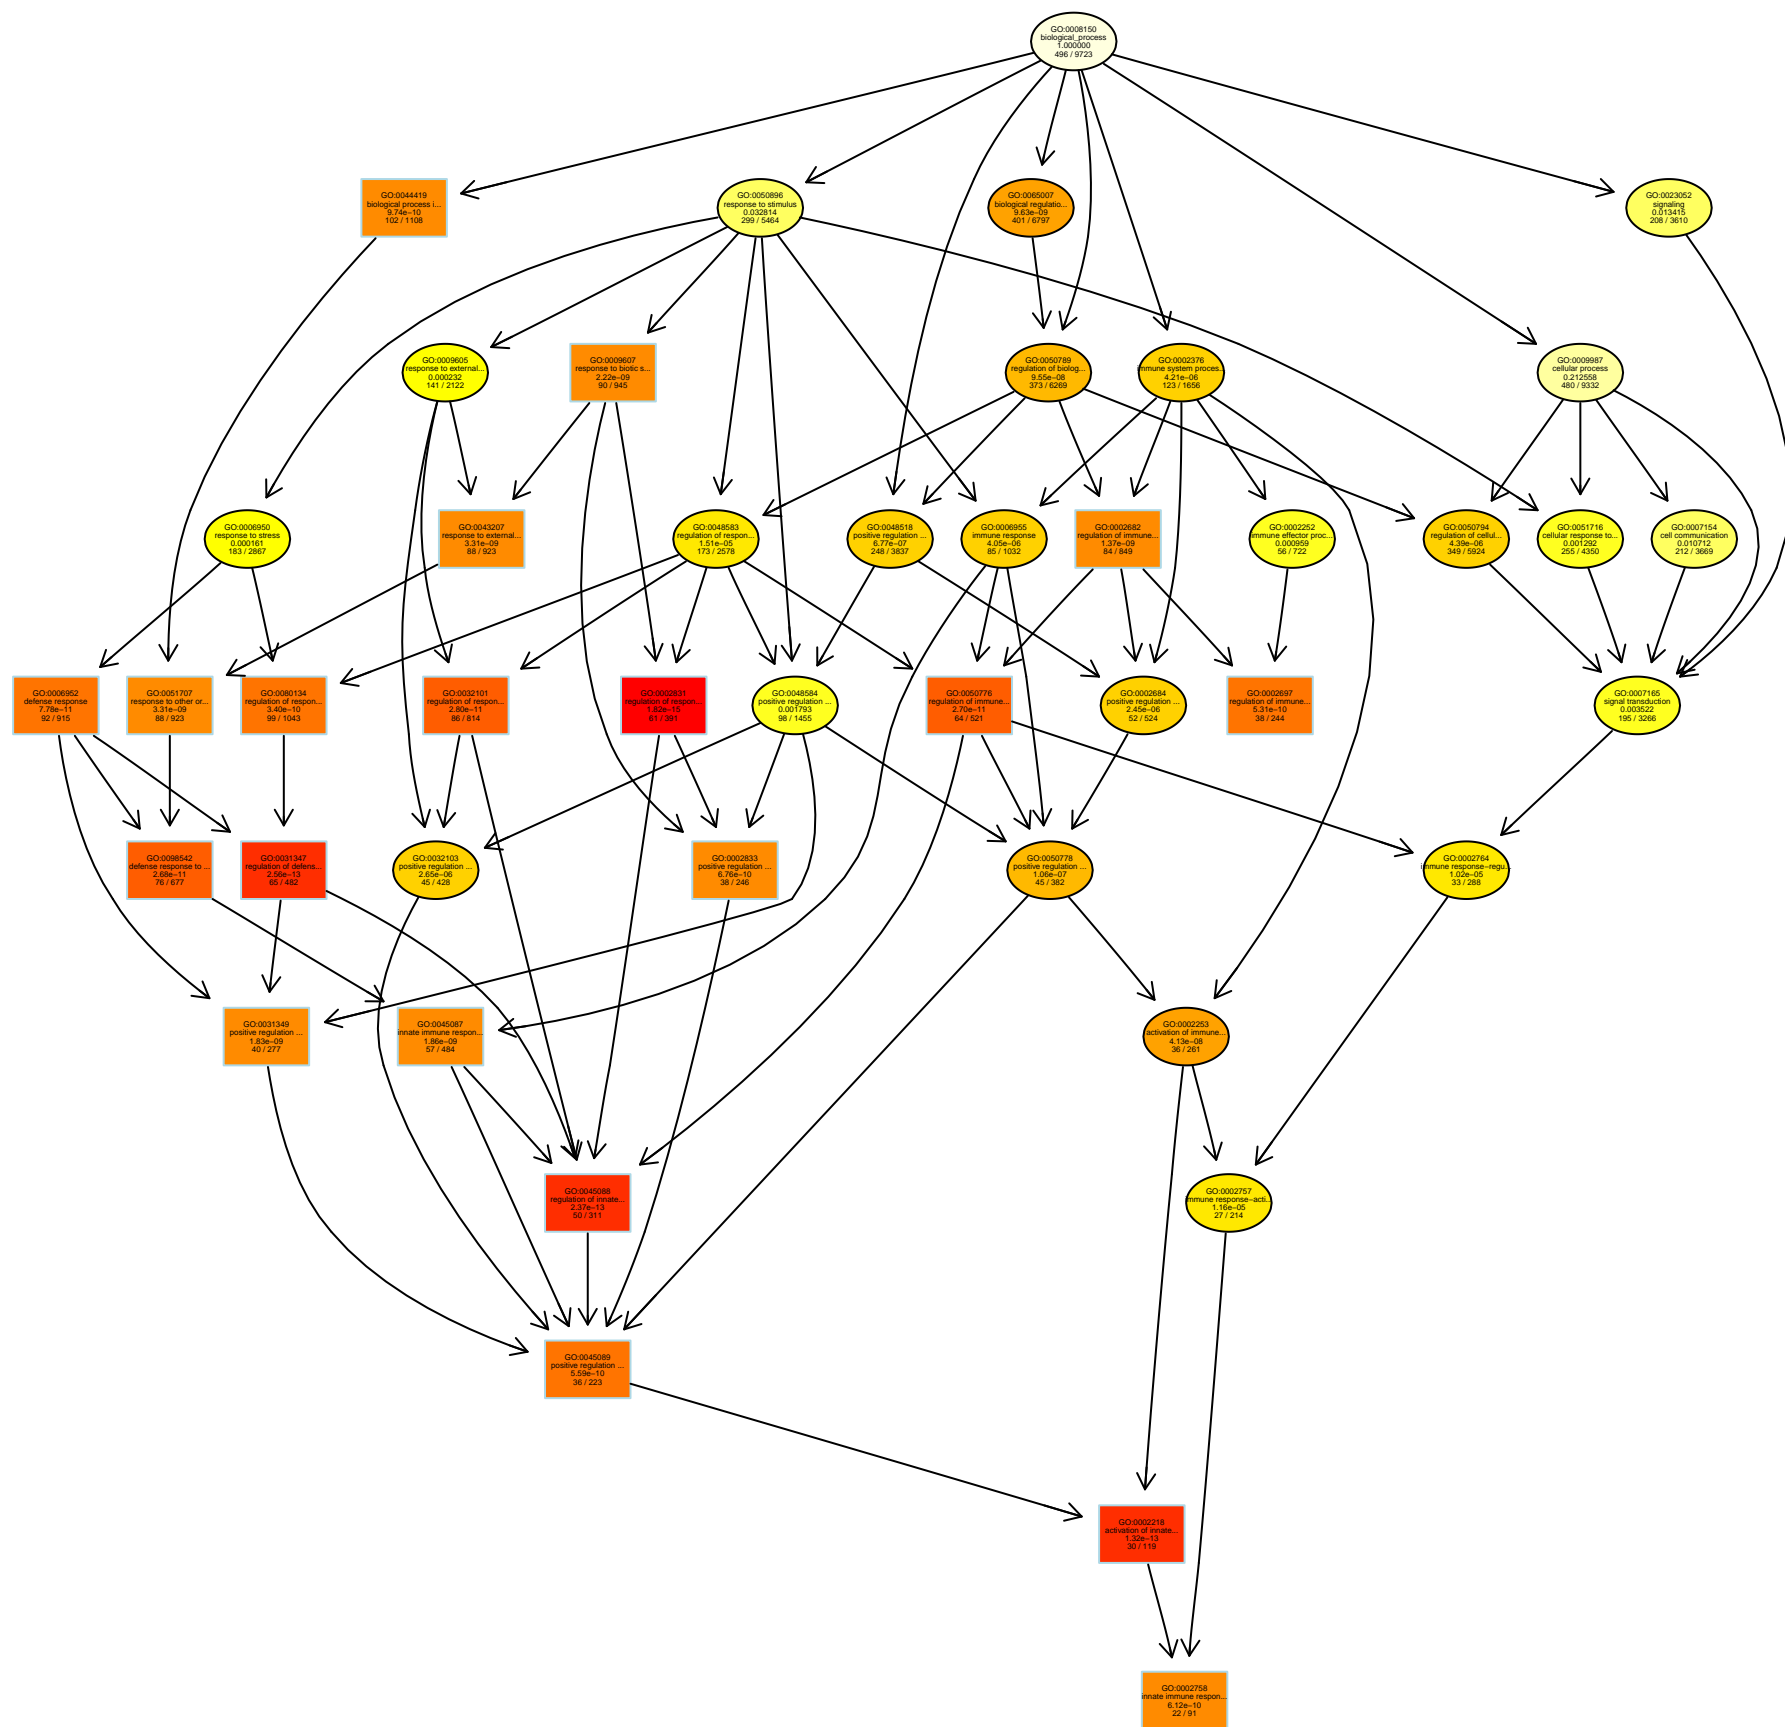 GO:0008150
biological_process
1.000000
496 / 9723
GO:0044419
biological process i...
9.74e−10
102 / 1108
GO:0050896
response to stimulus
0.032814
299 / 5464
GO:0065007
biological regulatio...
9.63e−09
401 / 6797
GO:0023052
signaling
0.013415
208 / 3610
GO:0009605
response to external...
0.000232
141 / 2122
GO:0009607
response to biotic s...
2.22e−09
90 / 945
GO:0050789
regulation of biolog...
9.55e−08
373 / 6269
GO:0002376
immune system proces...
4.21e−06
123 / 1656
GO:0009987
cellular process
0.212558
480 / 9332
GO:0006950
response to stress
0.000161
183 / 2867
GO:0043207
response to external...
3.31e−09
88 / 923
GO:0048583
regulation of respon...
1.51e−05
173 / 2578
GO:0048518
positive regulation ...
6.77e−07
248 / 3837
GO:0006955
immune response
4.05e−06
85 / 1032
GO:0002682
regulation of immune...
1.37e−09
84 / 849
GO:0002252
immune effector proc...
0.000959
56 / 722
GO:0050794
regulation of cellul...
4.39e−06
349 / 5924
GO:0051716
cellular response to...
0.001292
255 / 4350
GO:0007154
cell communication
0.010712
212 / 3669
GO:0006952
defense response
7.78e−11
92 / 915
GO:0051707
response to other or...
3.31e−09
88 / 923
GO:0080134
regulation of respon...
3.40e−10
99 / 1043
GO:0032101
regulation of respon...
2.80e−11
86 / 814
GO:0002831
regulation of respon...
1.82e−15
61 / 391
GO:0048584
positive regulation ...
0.001793
98 / 1455
GO:0050776
regulation of immune...
2.70e−11
64 / 521
GO:0002684
positive regulation ...
2.45e−06
52 / 524
GO:0002697
regulation of immune...
5.31e−10
38 / 244
GO:0007165
signal transduction
0.003522
195 / 3266
GO:0098542
defense response to ...
2.68e−11
76 / 677
GO:0031347
regulation of defens...
2.56e−13
65 / 482
GO:0032103
positive regulation ...
2.65e−06
45 / 428
GO:0002833
positive regulation ...
6.76e−10
38 / 246
GO:0050778
positive regulation ...
1.06e−07
45 / 382
GO:0002764
immune response−regu...
1.02e−05
33 / 288
GO:0031349
positive regulation ...
1.83e−09
40 / 277
GO:0045087
innate immune respon...
1.86e−09
57 / 484
GO:0002253
activation of immune...
4.13e−08
36 / 261
GO:0045088
regulation of innate...
2.37e−13
50 / 311
GO:0002757
immune response−acti...
1.16e−05
27 / 214
GO:0045089
positive regulation ...
5.59e−10
36 / 223
GO:0002218
activation of innate...
1.32e−13
30 / 119
GO:0002758
innate immune respon...
6.12e−10
22 / 91